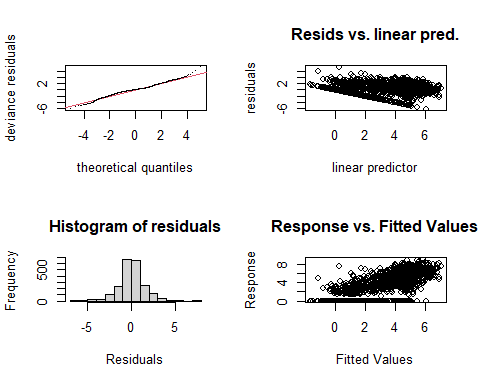 deviance residuals
-6 2
-4 -2 0 2 4
theoretical quantiles
Resids vs. linear pred.
residuals
-6 2
0 2 4 6
linear predictor
Histogram of residuals
Frequency
0 500
-5 0 5
Residuals
Response vs. Fitted Values
Response
0 4 8
0 2 4 6
Fitted Values